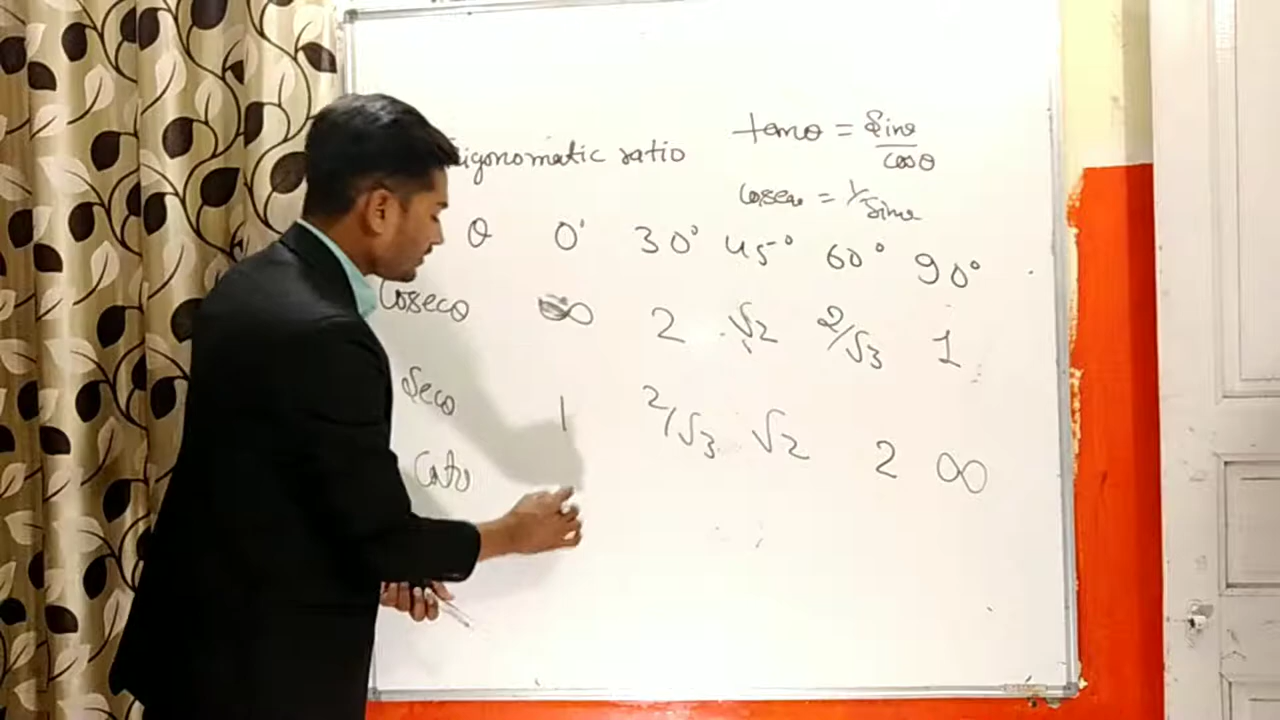 rigonomatic ratio
tanθ = Sinθ
cosθ
Cosecθ = 1/Sinθ
θ 0° 30° 45° 60° 90°
Cosecθ ∞ 2 √2 2/√3 1
Secθ 1 2/√3 √2 2 ∞
Cotθ